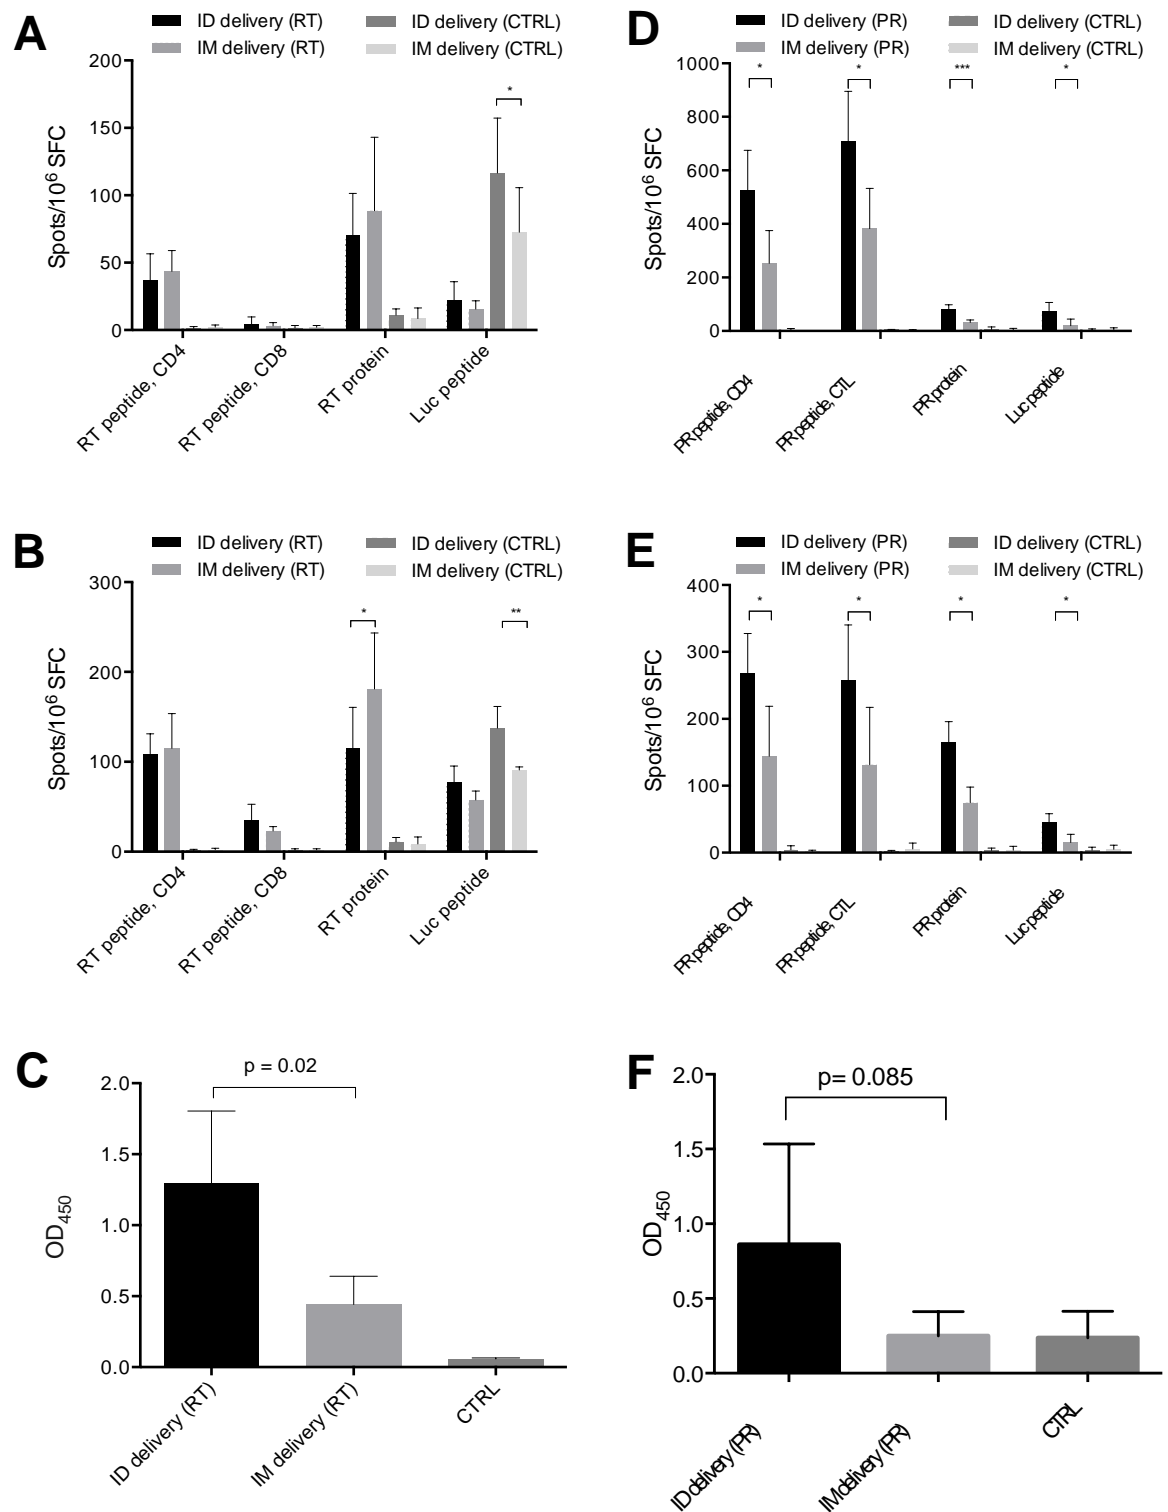 A
ID delivery (RT)
IM delivery (RT)
ID delivery (CTRL)
IM delivery (CTRL)
Spots/10⁶ SFC
200
150
100
50
0
*
RT peptide, CD4
RT peptide, CD8
RT protein
Luc peptide
D
ID delivery (PR)
IM delivery (PR)
ID delivery (CTRL)
IM delivery (CTRL)
Spots/10⁶ SFC
1000
800
600
400
200
0
*
*
***
*
PR peptide, CD4
PR peptide, CTL
PR protein
Luc peptide
B
ID delivery (RT)
IM delivery (RT)
ID delivery (CTRL)
IM delivery (CTRL)
Spots/10⁶ SFC
300
200
100
0
*
**
RT peptide, CD4
RT peptide, CD8
RT protein
Luc peptide
E
ID delivery (PR)
IM delivery (PR)
ID delivery (CTRL)
IM delivery (CTRL)
Spots/10⁶ SFC
400
300
200
100
0
*
*
*
*
PR peptide, CD4
PR peptide, CTL
PR protein
Luc peptide
C
p = 0.02
OD₄₅₀
2.0
1.5
1.0
0.5
0.0
ID delivery (RT)
IM delivery (RT)
CTRL
F
p= 0.085
OD₄₅₀
2.0
1.5
1.0
0.5
0.0
ID delivery (PR)
IM delivery (PR)
CTRL